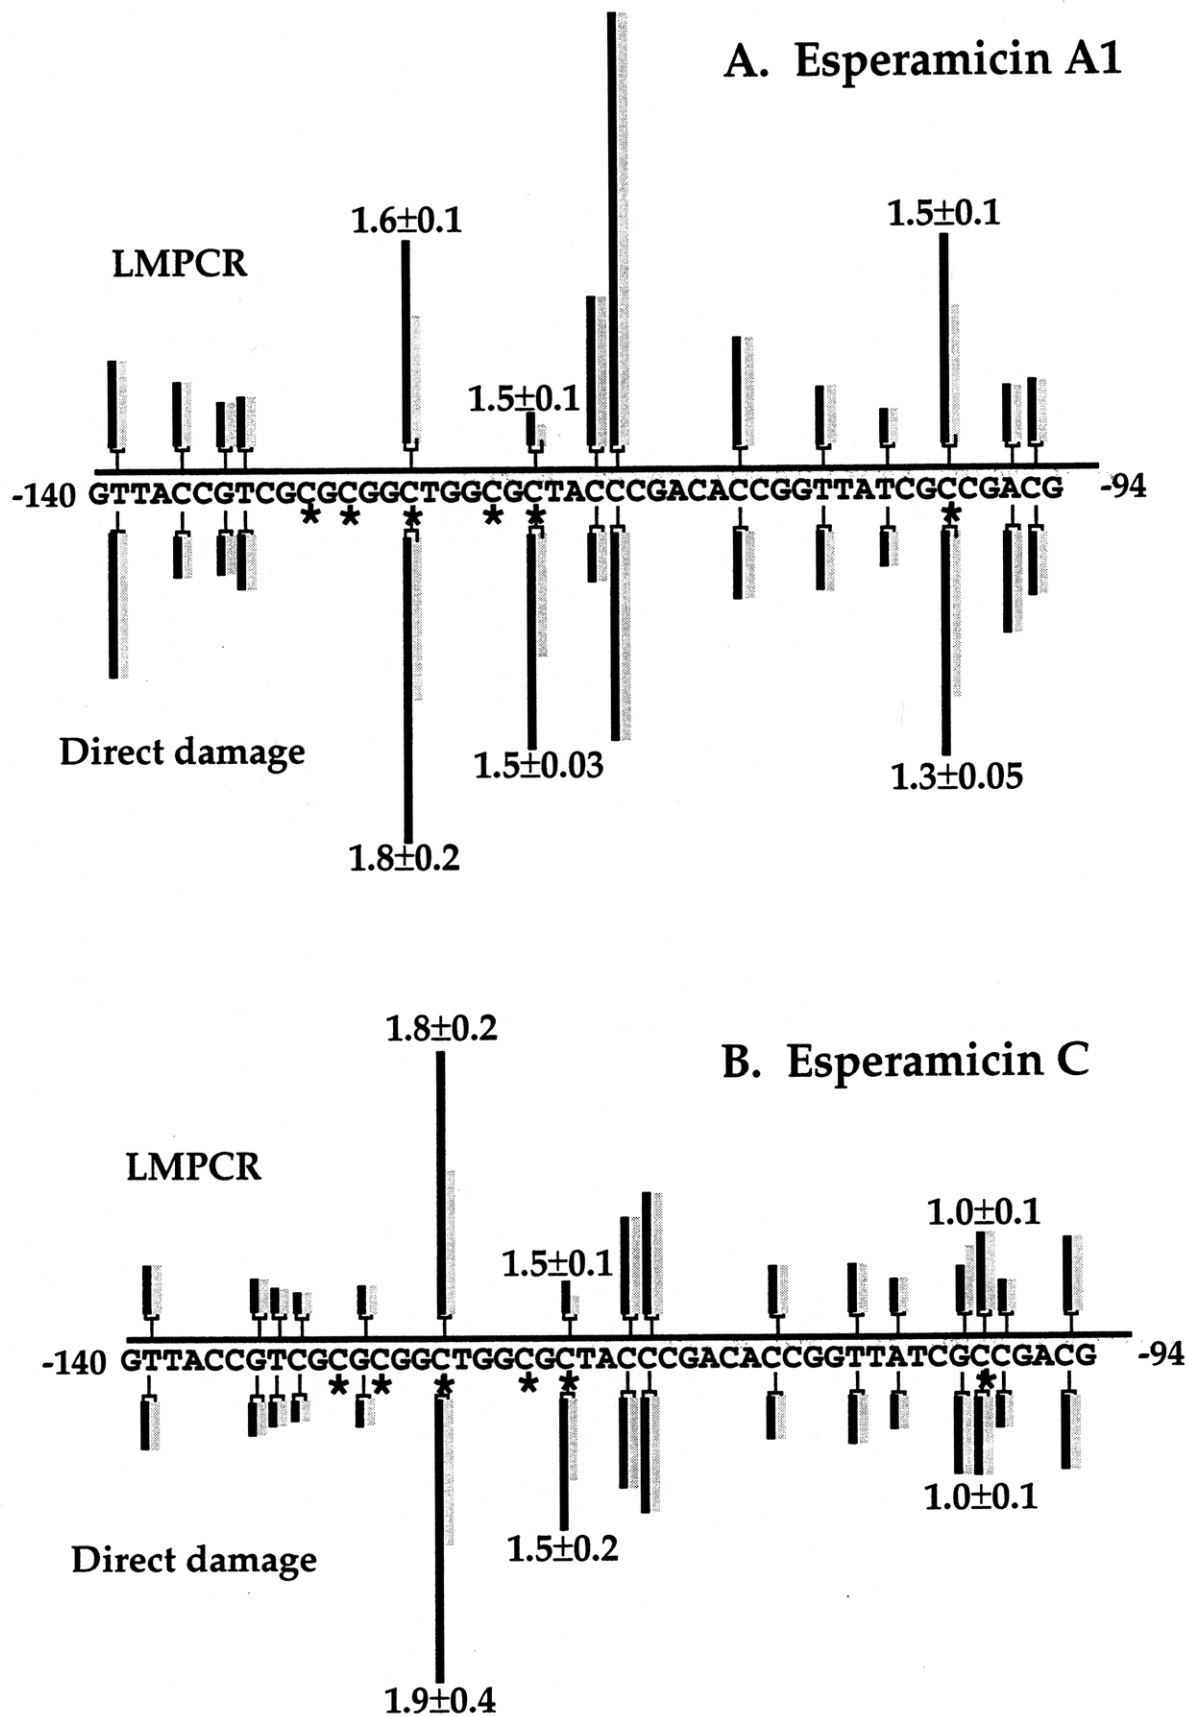 A. Esperamicin A1
1.6±0.1
1.5±0.1
LMPCR
1.5±0.1
-140 GTTACCGTCGCGCGGCTGGCGCTACCCGACACCGGTTATCGCCGACG -94
* * * * * *
Direct damage
1.5±0.03
1.3±0.05
1.8±0.2
1.8±0.2
B. Esperamicin C
LMPCR
1.0±0.1
1.5±0.1
-140 GTTACCGTCGCGCGGCTGGCGCTACCCGACACCGGTTATCGCCGACG -94
* * * * * *
1.0±0.1
Direct damage
1.5±0.2
1.9±0.4